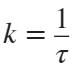 k = 1/τ